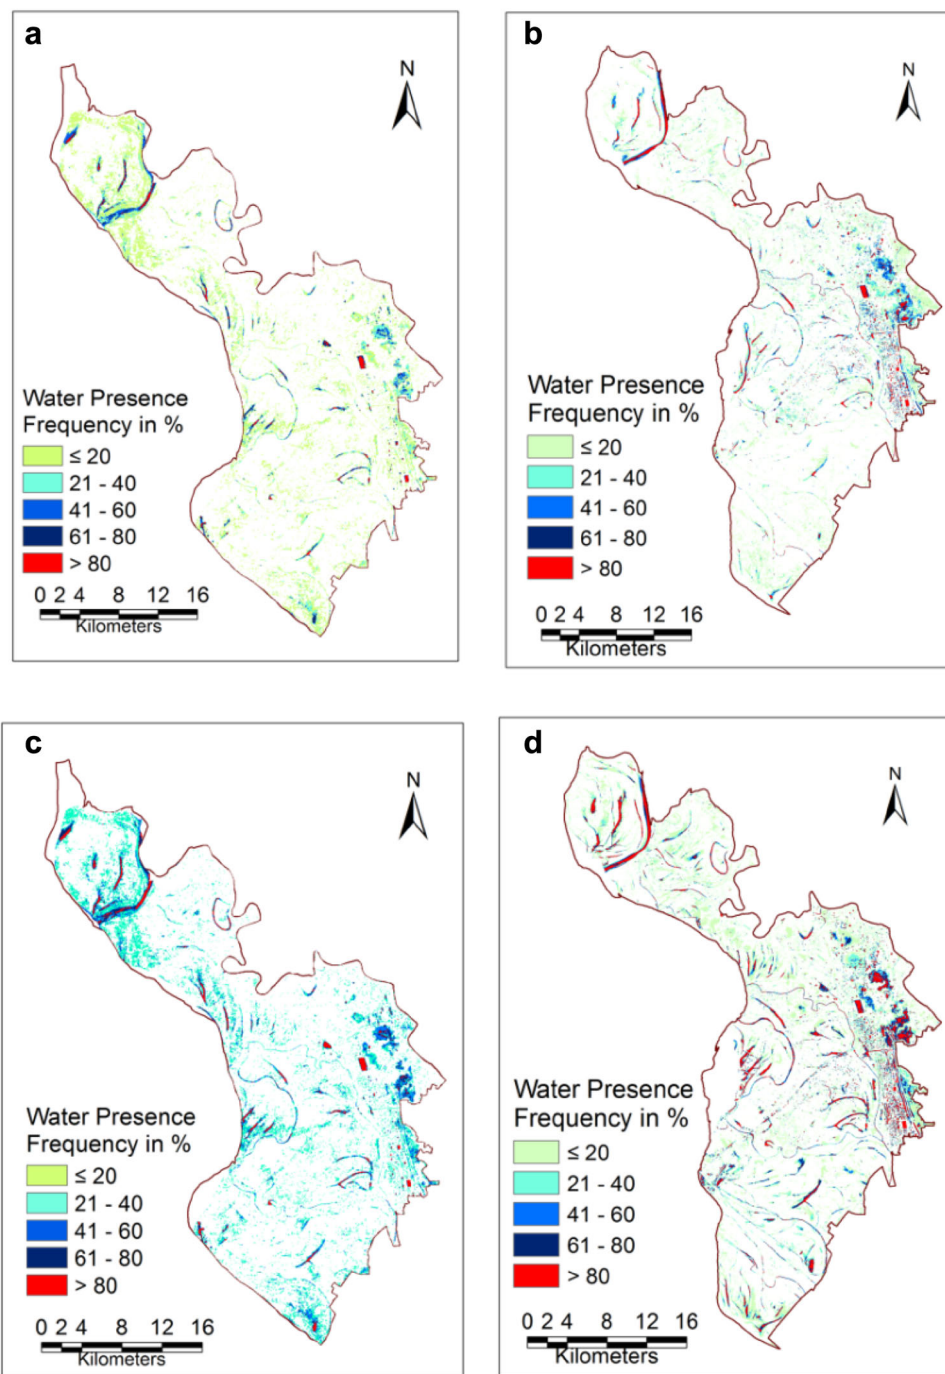 a
N
Water Presence
Frequency in %
≤ 20
21 - 40
41 - 60
61 - 80
> 80
0 2 4 8 12 16
Kilometers
b
N
Water Presence
Frequency in %
≤ 20
21 - 40
41 - 60
61 - 80
> 80
0 2 4 8 12 16
Kilometers
c
N
Water Presence
Frequency in %
≤ 20
21 - 40
41 - 60
61 - 80
> 80
0 2 4 8 12 16
Kilometers
d
N
Water Presence
Frequency in %
≤ 20
21 - 40
41 - 60
61 - 80
> 80
0 2 4 8 12 16
Kilometers